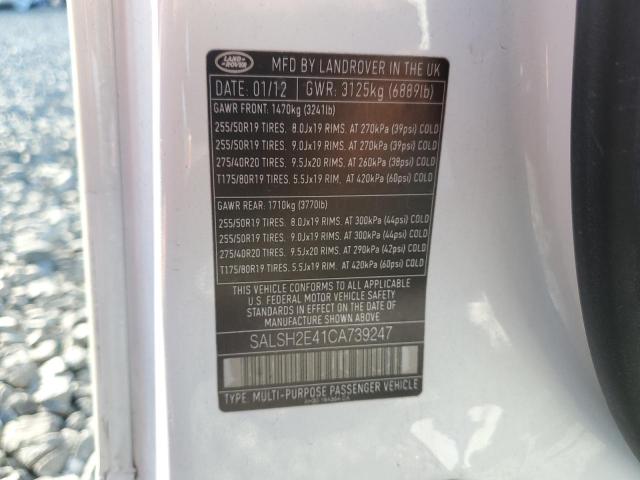 LAND ROVER
MFD BY LANDROVER IN THE UK
DATE: 01/12 GWR: 3125kg (6889lb)
GAWR FRONT: 1470kg (3241lb)
255/50R19 TIRES. 8.0Jx19 RIMS. AT 270kPa (39psi) COLD
255/50R19 TIRES. 9.0Jx19 RIMS. AT 270kPa (39psi) COLD
275/40R20 TIRES. 9.5Jx20 RIMS. AT 260kPa (38psi) COLD
T175/80R19 TIRES. 5.5Jx19 RIM. AT 420kPa (60psi) COLD
GAWR REAR: 1710kg (3770lb)
255/50R19 TIRES. 8.0Jx19 RIMS. AT 300kPa (44psi) COLD
255/50R19 TIRES. 9.0Jx19 RIMS. AT 300kPa (44psi) COLD
275/40R20 TIRES. 9.5Jx20 RIMS. AT 290kPa (42psi) COLD
T175/80R19 TIRES. 5.5Jx19 RIM. AT 420kPa (60psi) COLD
THIS VEHICLE CONFORMS TO ALL APPLICABLE
U.S. FEDERAL MOTOR VEHICLE SAFETY
STANDARDS IN EFFECT ON THE DATE OF
MANUFACTURE SHOWN ABOVE
SALSH2E41CA739247
TYPE: MULTI-PURPOSE PASSENGER VEHICLE